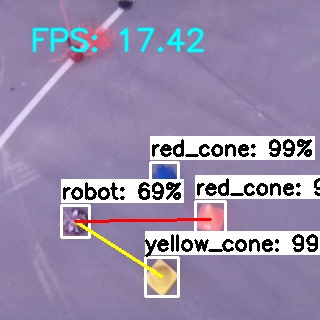 FPS: 17.42
red_cone: 99%
robot: 69%
red_cone: 9
yellow_cone: 99